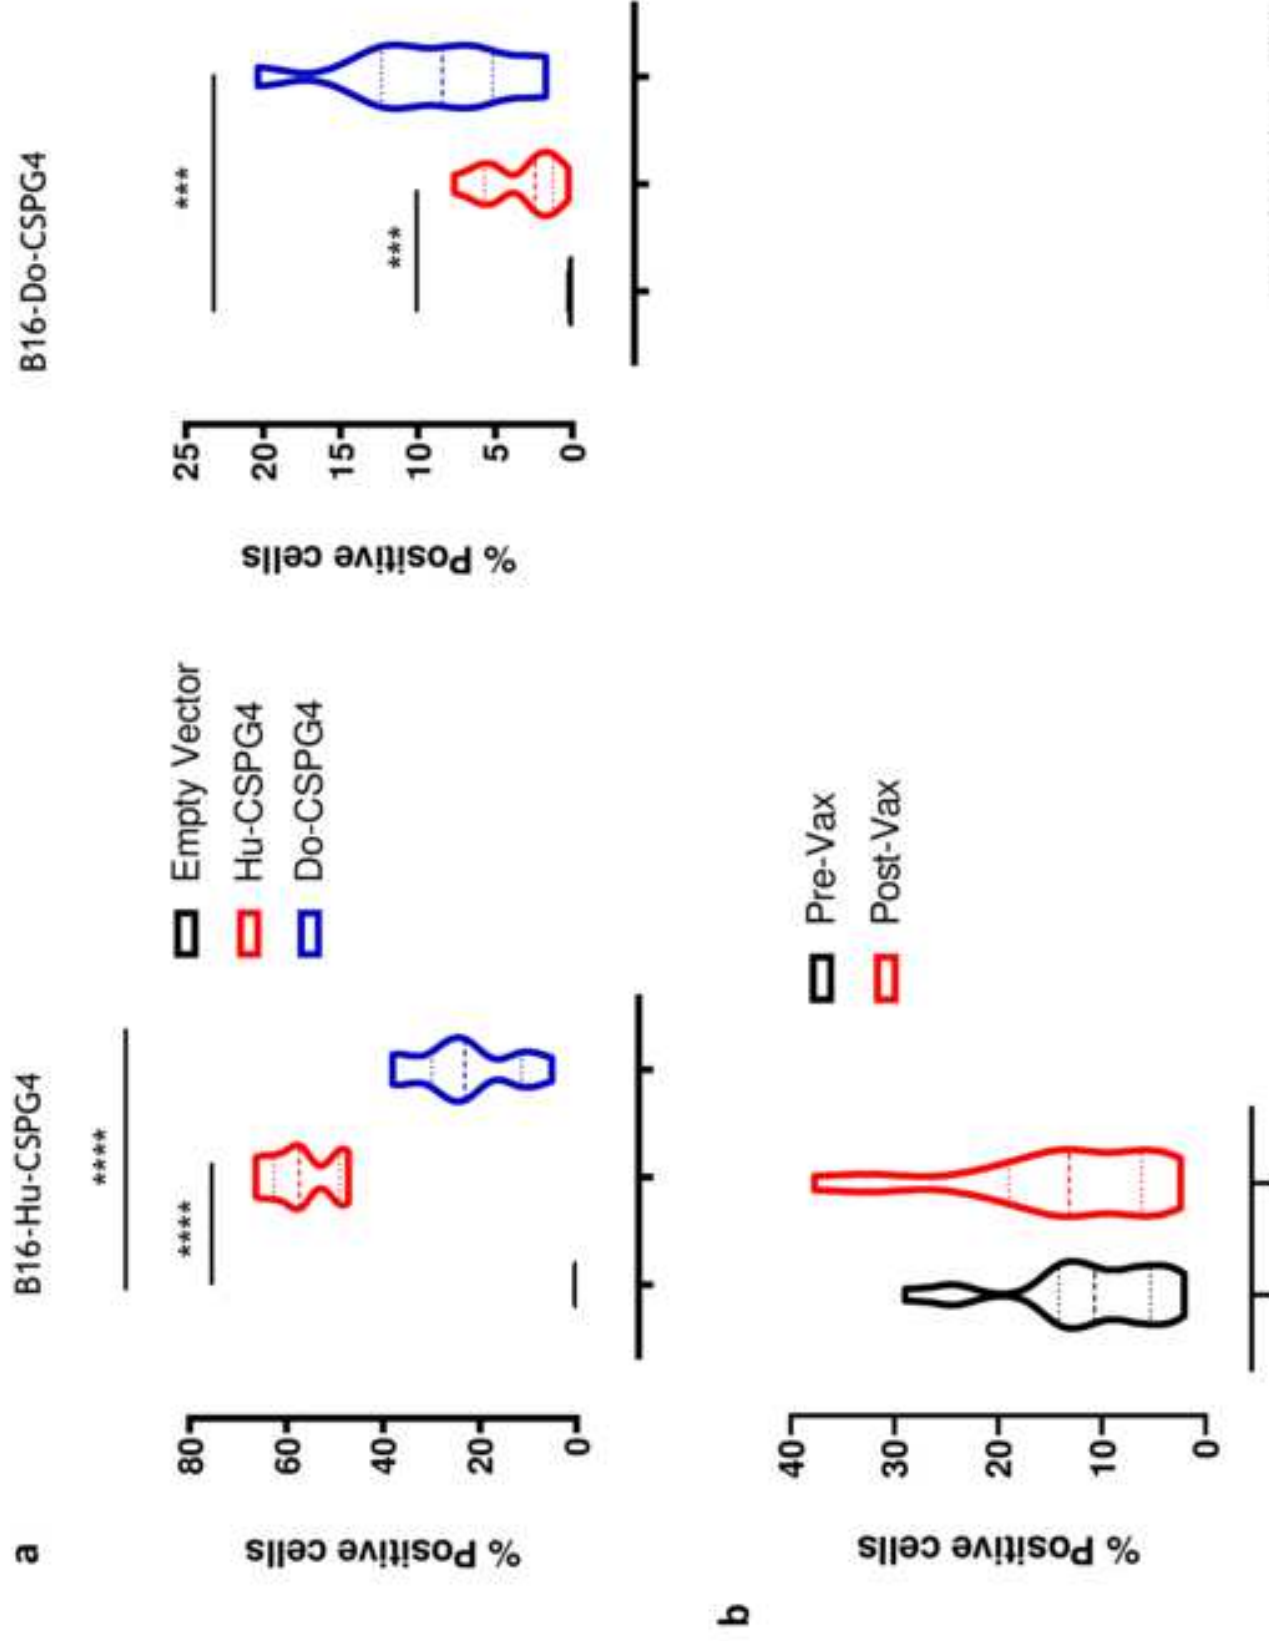 a
B16-Hu-CSPG4
% Positive cells
80
60
40
20
0
****
****
Empty Vector
Hu-CSPG4
Do-CSPG4
B16-Do-CSPG4
% Positive cells
25
20
15
10
5
0
***
***
b
% Positive cells
40
30
20
10
0
Pre-Vax
Post-Vax